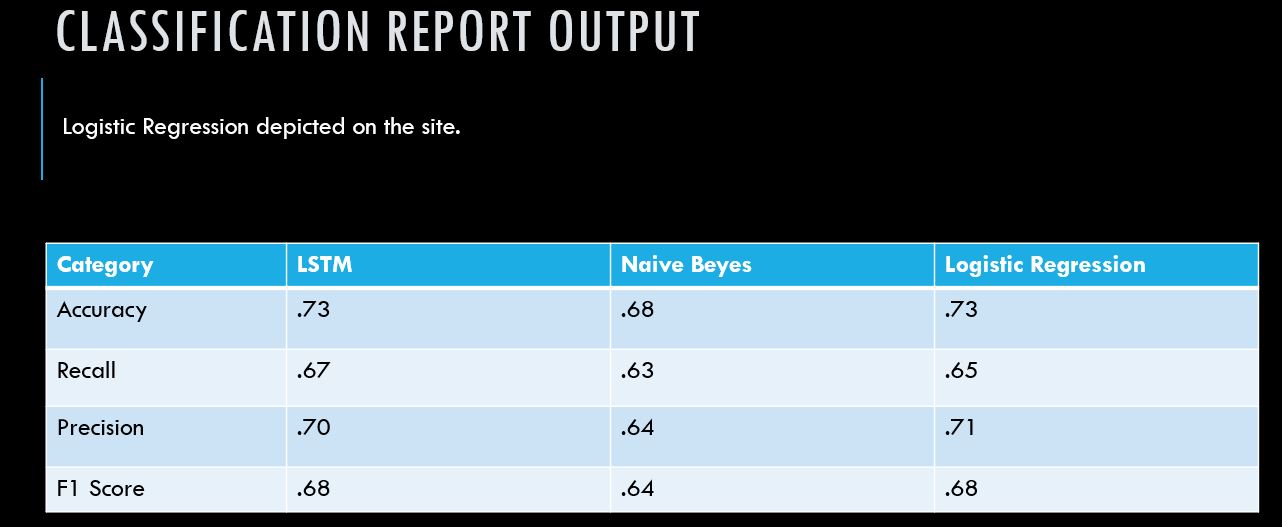 CLASSIFICATION REPORT OUTPUT
Logistic Regression depicted on the site.
Category LSTM Naive Beyes Logistic Regression
Accuracy .73 .68 .73
Recall .67 .63 .65
Precision .70 .64 .71
F1 Score .68 .64 .68